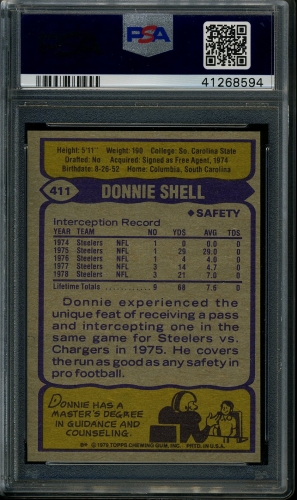 PSA
41268594
Height: 5'11" Weight: 190 College: So. Carolina State
Drafted: No Acquired: Signed as Free Agent, 1974
Birthdate: 8-26-52 Home: Columbia, South Carolina
411 DONNIE SHELL
♦SAFETY
Interception Record
YEAR TEAM NO YDS AVG TDS
1974 Steelers NFL 1 0 0.0 0
1975 Steelers NFL 1 29 29.0 0
1976 Steelers NFL 1 4 4.0 0
1977 Steelers NFL 3 14 4.7 0
1978 Steelers NFL 3 21 7.0 0
Lifetime Totals 9 68 7.6 0
Donnie experienced the
unique feat of receiving a pass
and intercepting one in the
same game for Steelers vs.
Chargers in 1975. He covers
the run as good as any safety in
pro football.
DONNIE HAS A
MASTER'S DEGREE
IN GUIDANCE AND
COUNSELING.
© 1979 TOPPS CHEWING GUM, INC. PRTD. IN U.S.A.